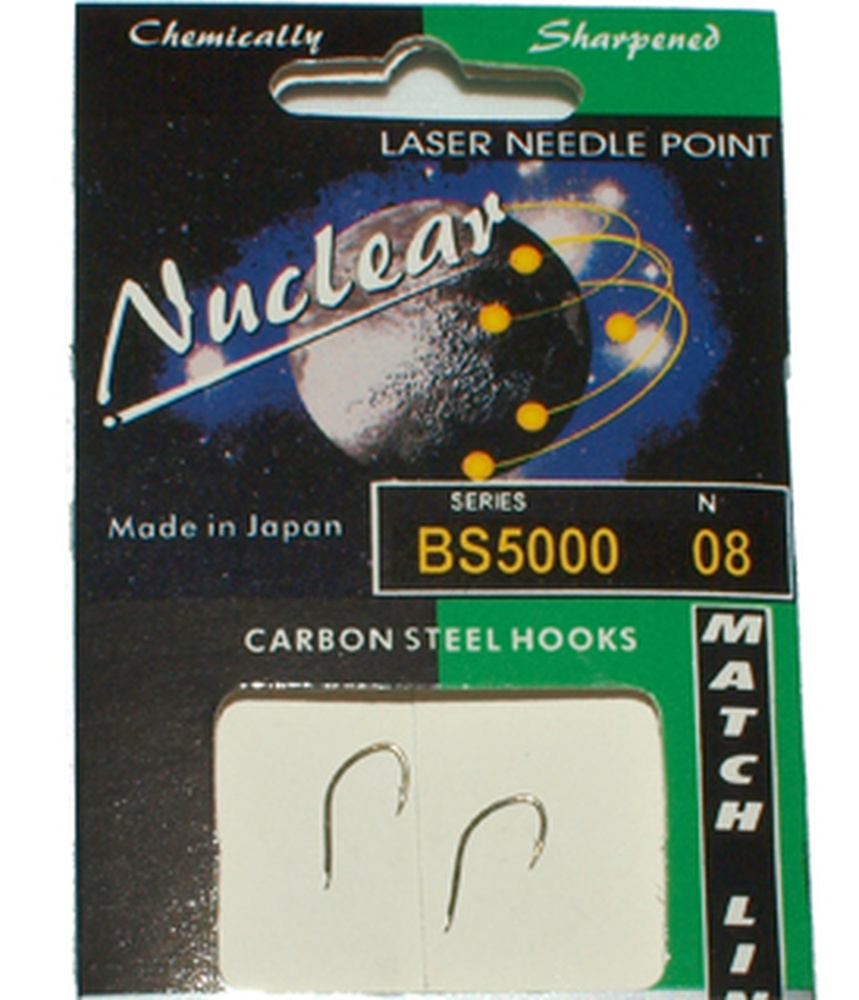 Chemically Sharpened
LASER NEEDLE POINT
Nuclear
Made in Japan
SERIES N
BS5000 08
CARBON STEEL HOOKS
MATCH